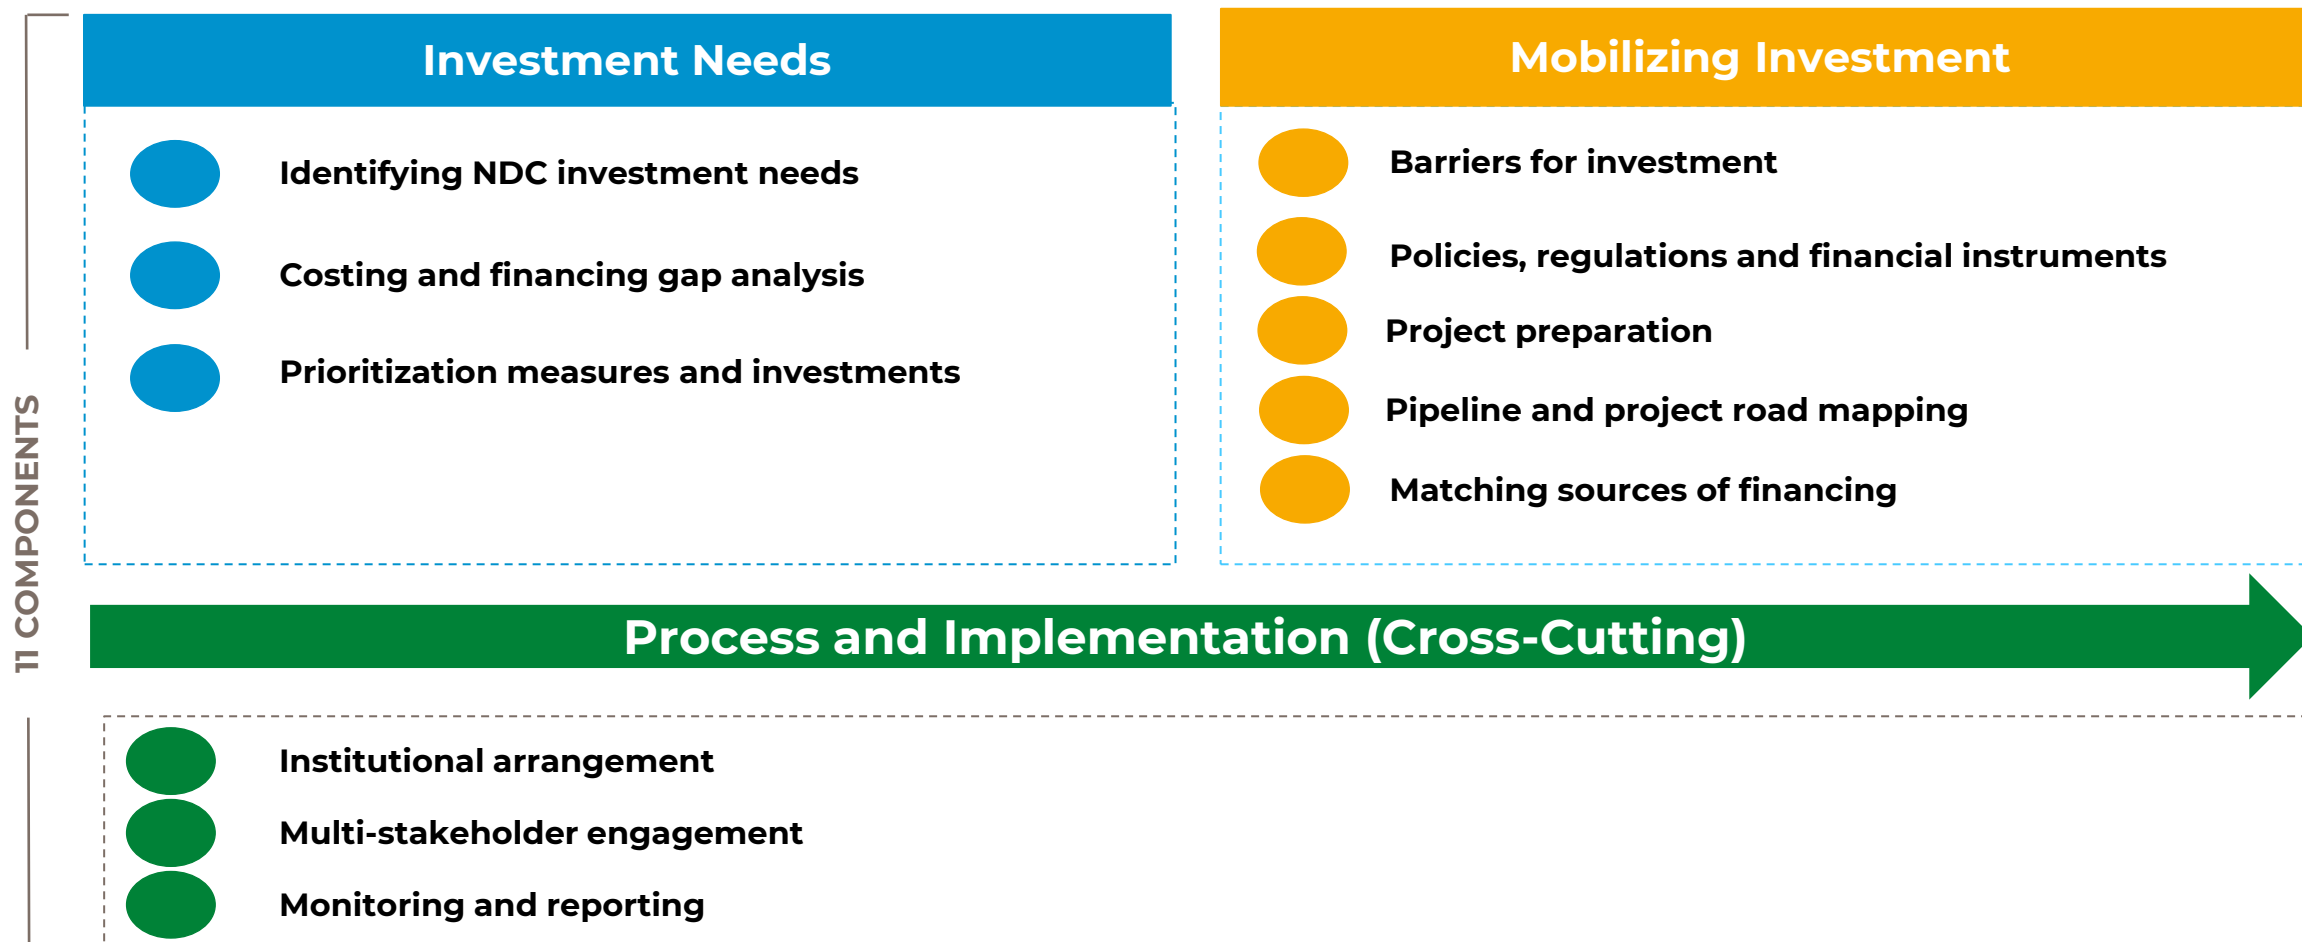 11 COMPONENTS
Investment Needs
Identifying NDC investment needs
Costing and financing gap analysis
Prioritization measures and investments
Mobilizing Investment
Barriers for investment
Policies, regulations and financial instruments
Project preparation
Pipeline and project road mapping
Matching sources of financing
Process and Implementation (Cross-Cutting)
Institutional arrangement
Multi-stakeholder engagement
Monitoring and reporting